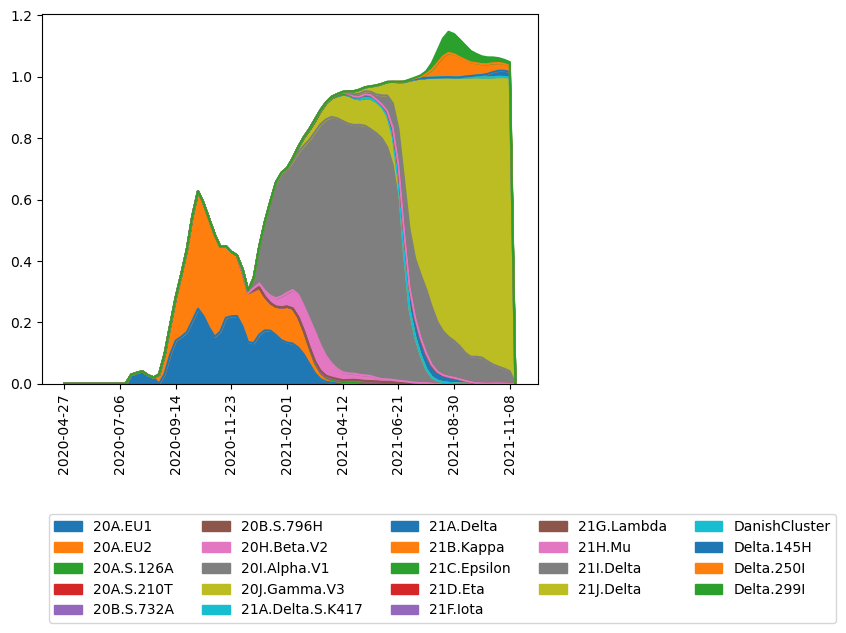 1.2
1.0
0.8
0.6
0.4
0.2
0.0
2020-04-27
2020-07-06
2020-09-14
2020-11-23
2021-02-01
2021-04-12
2021-06-21
2021-08-30
2021-11-08
20A.EU1
20A.EU2
20A.S.126A
20A.S.210T
20B.S.732A
20B.S.796H
20H.Beta.V2
20I.Alpha.V1
20J.Gamma.V3
21A.Delta.S.K417
21A.Delta
21B.Kappa
21C.Epsilon
21D.Eta
21F.Iota
21G.Lambda
21H.Mu
21I.Delta
21J.Delta
DanishCluster
Delta.145H
Delta.250I
Delta.299I